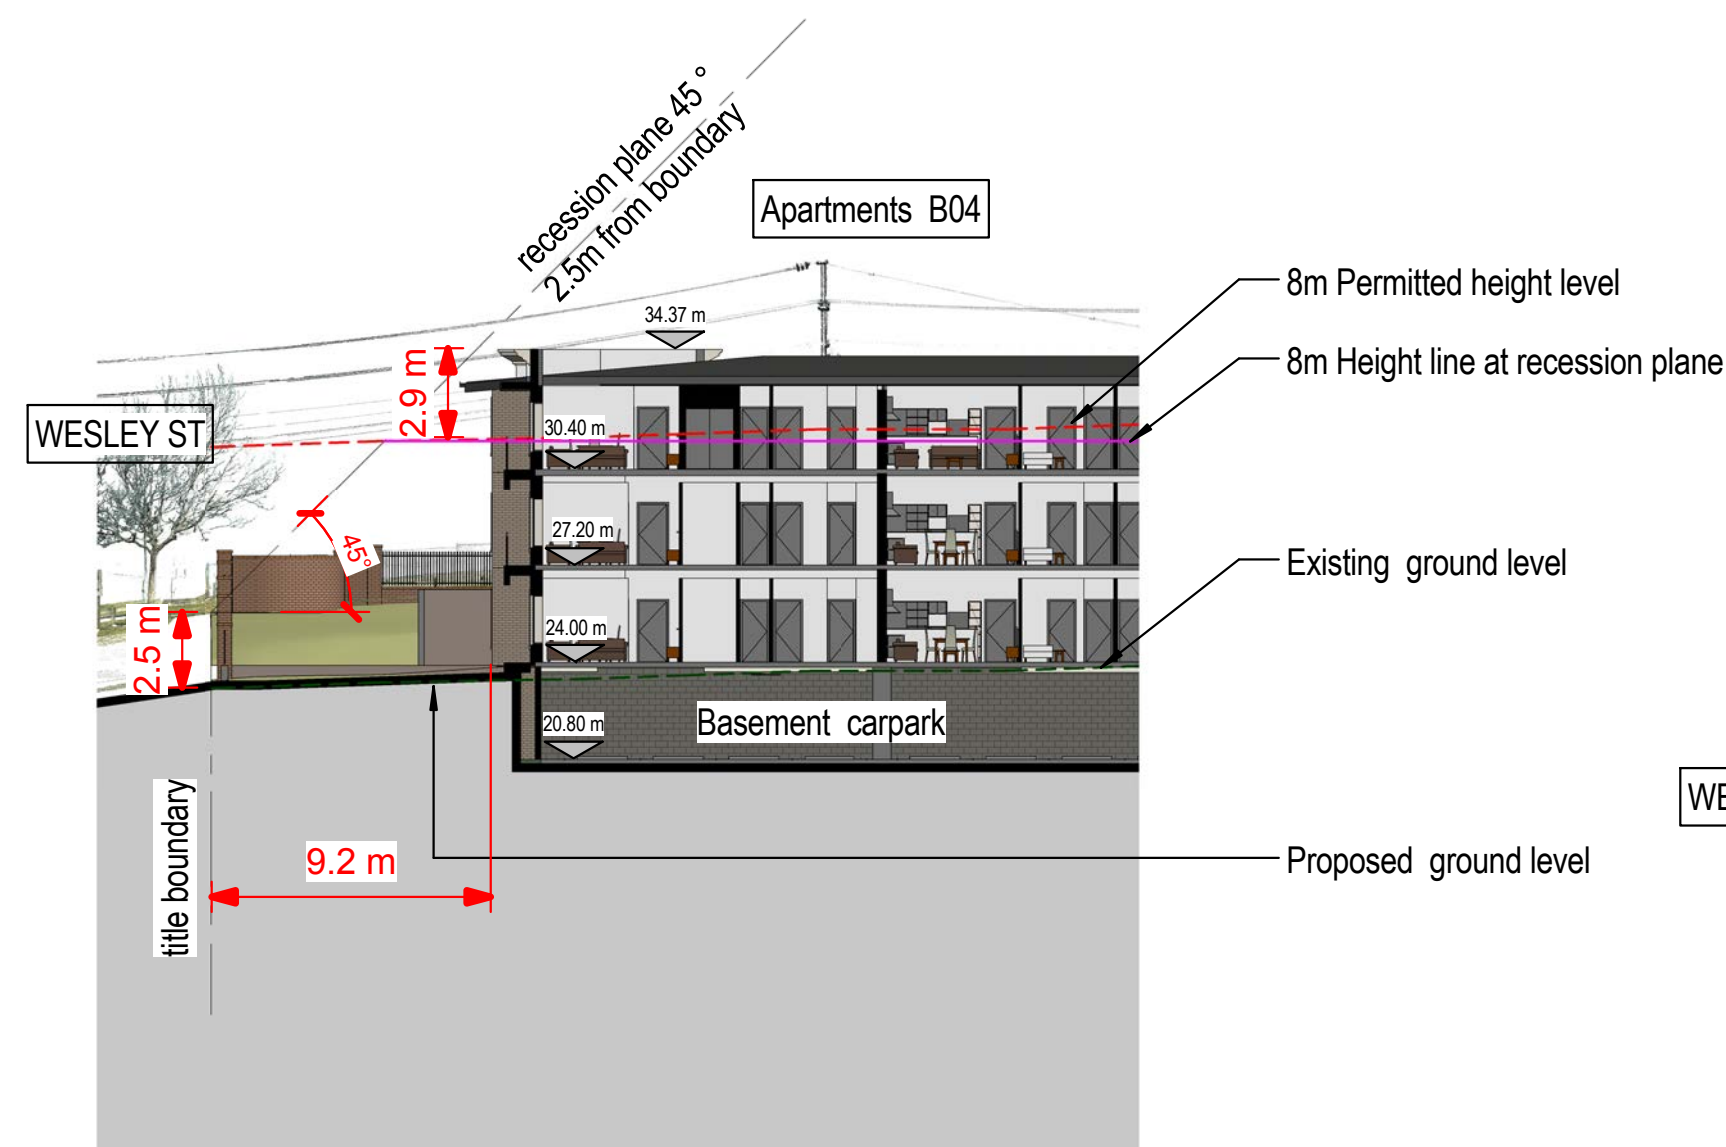 recession plane 45 °
2.5m from boundary
Apartments B04
8m Permitted height level
34.37 m
8m Height line at recession plane
2.9 m
WESLEY ST
30.40 m
27.20 m
45°
Existing ground level
2.5 m
24.00 m
20.80 m
Basement carpark
WE
9.2 m
Proposed ground level
title boundary